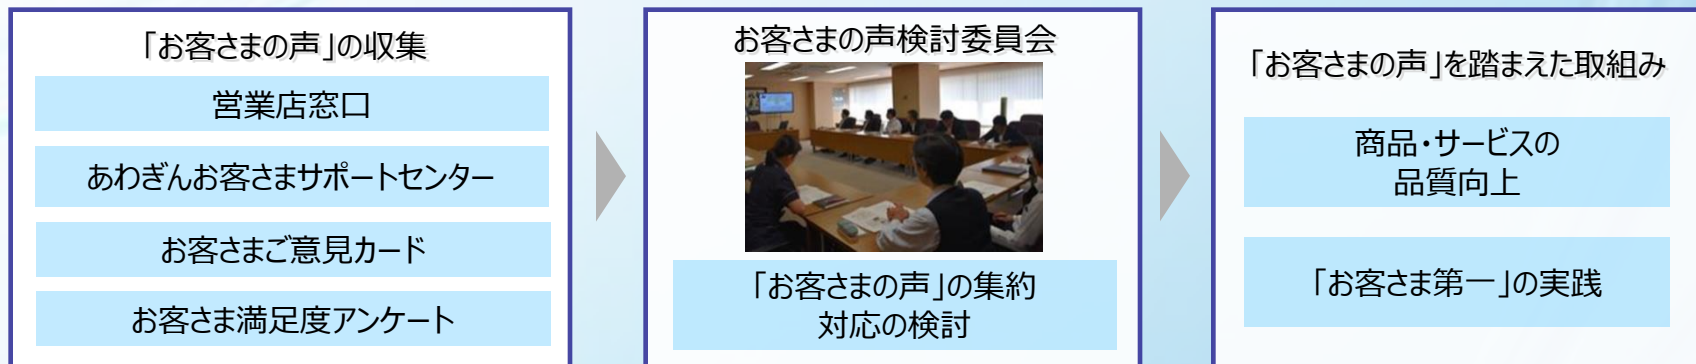 「お客さまの声」の収集
営業店窓口
あわぎんお客さまサポートセンター
お客さまご意見カード
お客さま満足度アンケート
お客さまの声検討委員会
「お客さまの声」の集約
対応の検討
「お客さまの声」を踏まえた取組み
商品・サービスの
品質向上
「お客さま第一」の実践